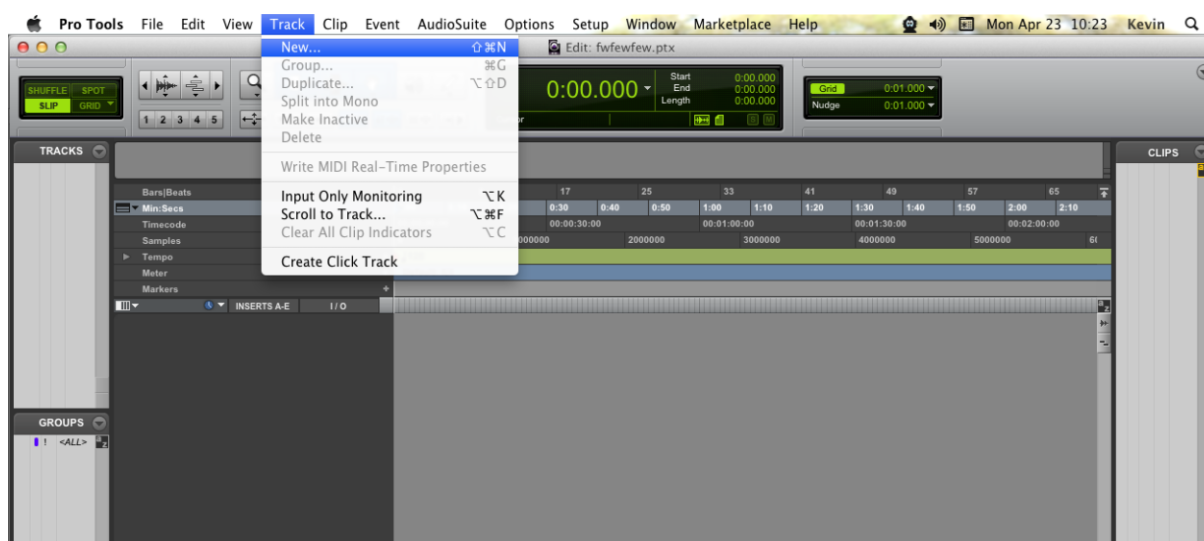 Pro Tools File Edit View Track Clip Event AudioSuite Options Setup Window Marketplace Help Mon Apr 23 10:23 Kevin
Edit: fwfewfew.ptx
New... ⇧⌘N
Group... ⌘G
Duplicate... ⌥⇧D
Split into Mono
Make Inactive
Delete
Write MIDI Real-Time Properties
Input Only Monitoring ⌥K
Scroll to Track... ⌥⌘F
Clear All Clip Indicators ⌥C
Create Click Track
SHUFFLE SPOT
SLIP GRID
1 2 3 4 5
0:00.000
Start 0:00.000
End 0:00.000
Length 0:00.000
S M
Grid 0:01.000
Nudge 0:01.000
TRACKS
CLIPS
Bars|Beats 17 25 33 41 49 57 65
Min:Secs 0:30 0:40 0:50 1:00 1:10 1:20 1:30 1:40 1:50 2:00 2:10
Timecode 00:00:30:00 00:01:00:00 00:01:30:00 00:02:00:00
Samples 2000000 3000000 4000000 5000000
Tempo
Meter
Markers
INSERTS A-E I / O
GROUPS
! <ALL>